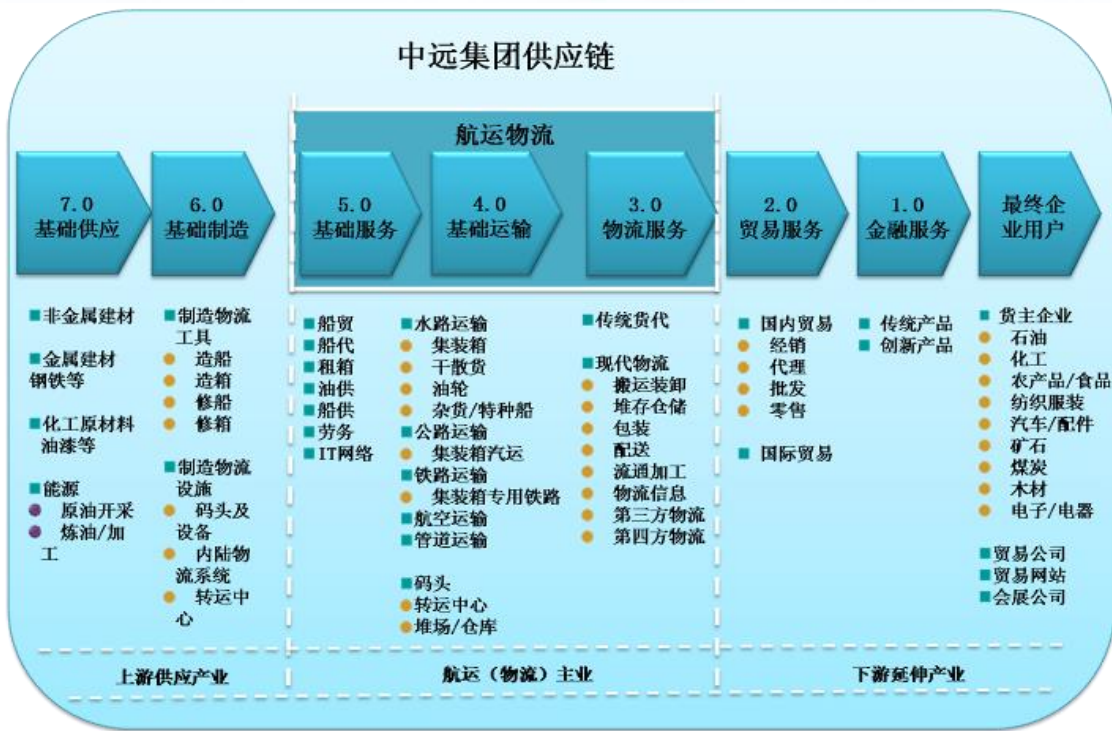 中远集团供应链
航运物流
7.0
基础供应
6.0
基础制造
5.0
基础服务
4.0
基础运输
3.0
物流服务
2.0
贸易服务
1.0
金融服务
最终企
业用户
非金属建材
金属建材
钢铁等
化工原材料
油漆等
能源
原油开采
炼油/加
工
制造物流
工具
造船
造箱
修船
修箱
制造物流
设施
码头及
设备
内陆物
流系统
转运中
心
船贸
船代
租箱
油供
船供
劳务
IT网络
水路运输
集装箱
干散货
油轮
杂货/特种船
公路运输
集装箱汽运
铁路运输
集装箱专用铁路
航空运输
管道运输
码头
转运中心
堆场/仓库
传统货代
现代物流
搬运装卸
堆存仓储
包装
配送
流通加工
物流信息
第三方物流
第四方物流
国内贸易
经销
代理
批发
零售
国际贸易
传统产品
创新产品
货主企业
石油
化工
农产品/食品
纺织服装
汽车/配件
矿石
煤炭
木材
电子/电器
贸易公司
贸易网站
会展公司
上游供应产业
航运（物流）主业
下游延伸产业